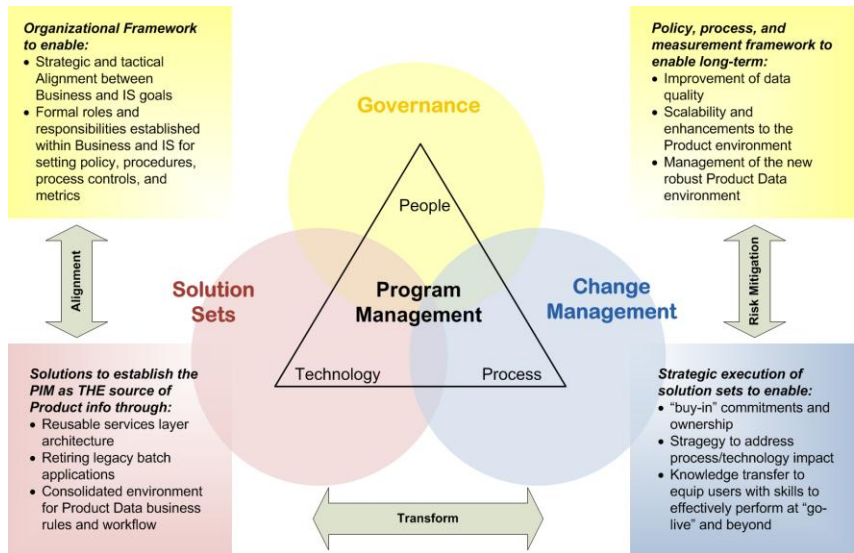 Organizational Framework
to enable:
• Strategic and tactical
Alignment between
Business and IS goals
• Formal roles and
responsibilities established
within Business and IS for
setting policy, procedures,
process controls, and
metrics
Policy, process, and
measurement framework to
enable long-term:
• Improvement of data
quality
• Scalability and
enhancements to the
Product environment
• Management of the new
robust Product Data
environment
Governance
People
Alignment
Solution
Sets
Program
Management
Change
Management
Risk Mitigation
Technology
Process
Solutions to establish the
PIM as THE source of
Product info through:
• Reusable services layer
architecture
• Retiring legacy batch
applications
• Consolidated environment
for Product Data business
rules and workflow
Transform
Strategic execution of
solution sets to enable:
• “buy-in” commitments and
ownership
• Stragegy to address
process/technology impact
• Knowledge transfer to
equip users with skills to
effectively perform at “go-
live” and beyond